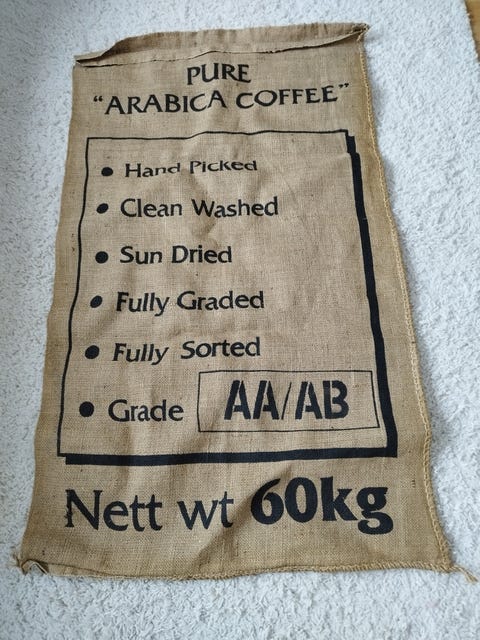 PURE
“ARABICA COFFEE”
• Hand Picked
• Clean Washed
• Sun Dried
• Fully Graded
• Fully Sorted
• Grade AA/AB
Nett wt 60kg